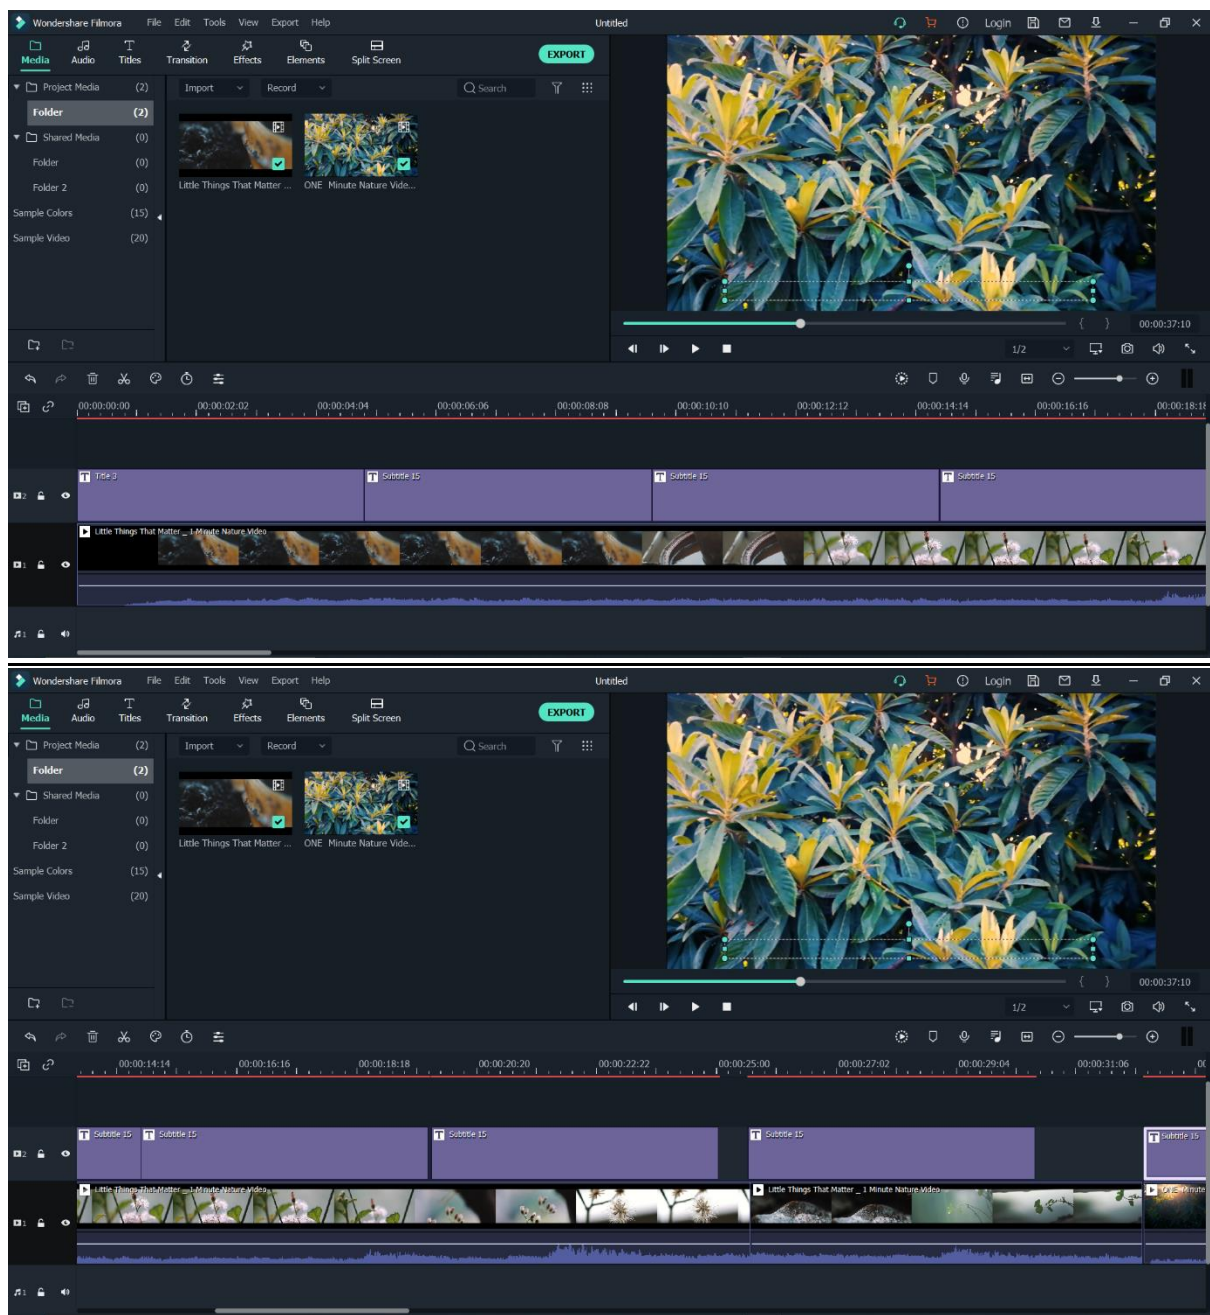 Wondershare Filmora File Edit Tools View Export Help Untitled Login
Media Audio Titles Transition Effects Elements Split Screen EXPORT
Project Media (2) Import Record Search
Folder (2)
Shared Media (0)
Folder (0)
Folder 2 (0) Little Things That Matter ... ONE Minute Nature Vide...
Sample Colors (15)
Sample Video (20)
{ } 00:00:37:10
1/2
00:00:00:00 00:00:02:02 00:00:04:04 00:00:06:06 00:00:08:08 00:00:10:10 00:00:12:12 00:00:14:14 00:00:16:16 00:00:18:18
T Title 3 T Subtitle 15 T Subtitle 15 T Subtitle 15
2
Little Things That Matter _ 1 Minute Nature Video
1
1
Wondershare Filmora File Edit Tools View Export Help Untitled Login
Media Audio Titles Transition Effects Elements Split Screen EXPORT
Project Media (2) Import Record Search
Folder (2)
Shared Media (0)
Folder (0)
Folder 2 (0) Little Things That Matter ... ONE Minute Nature Vide...
Sample Colors (15)
Sample Video (20)
{ } 00:00:37:10
1/2
00:00:14:14 00:00:16:16 00:00:18:18 00:00:20:20 00:00:22:22 00:00:25:00 00:00:27:02 00:00:29:04 00:00:31:06 00
T Subtitle 15 T Subtitle 15 T Subtitle 15 T Subtitle 15 T Subtitle 15
2
Little Things That Matter _ 1 Minute Nature Video Little Things That Matter _ 1 Minute Nature Video ONE Minute
1
1